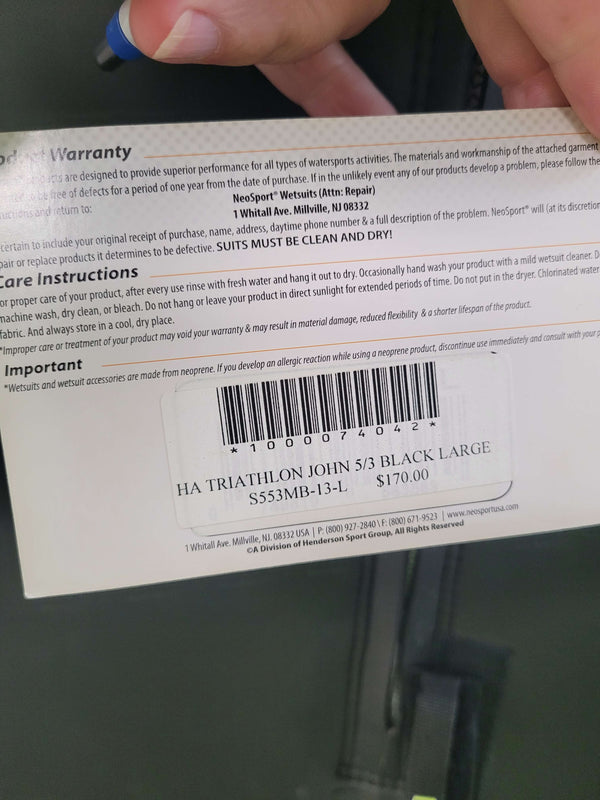 Warranty
are designed to provide superior performance for all types of watersports activities. The materials and workmanship of the attached garment
be free of defects for a period of one year from the date of purchase. If in the unlikely event any of our products develop a problem, please follow the
and return to:
NeoSport® Wetsuits (Attn: Repair)
1 Whitall Ave. Millville, NJ 08332
certain to include your original receipt of purchase, name, address, daytime phone number & a full description of the problem. NeoSport® will (at its discretion
or replace products it determines to be defective. SUITS MUST BE CLEAN AND DRY!
Care Instructions
For proper care of your product, after every use rinse with fresh water and hang it out to dry. Occasionally hand wash your product with a mild wetsuit cleaner.
machine wash, dry clean, or bleach. Do not hang or leave your product in direct sunlight for extended periods of time. Do not put in the dryer. Chlorinated water
fabric. And always store in a cool, dry place.
*Improper care or treatment of your product may void your warranty & may result in material damage, reduced flexibility & a shorter lifespan of the product.
Important
*Wetsuits and wetsuit accessories are made from neoprene. If you develop an allergic reaction while using a neoprene product, discontinue use immediately and consult with your
*1000074042*
HA TRIATHLON JOHN 5/3 BLACK LARGE
S553MB-13-L $170.00
1 Whitall Ave. Millville, NJ. 08332 USA | P: (800) 927-2840 \ F: (800) 671-9523 | www.neosportusa.com
©A Division of Henderson Sport Group. All Rights Reserved